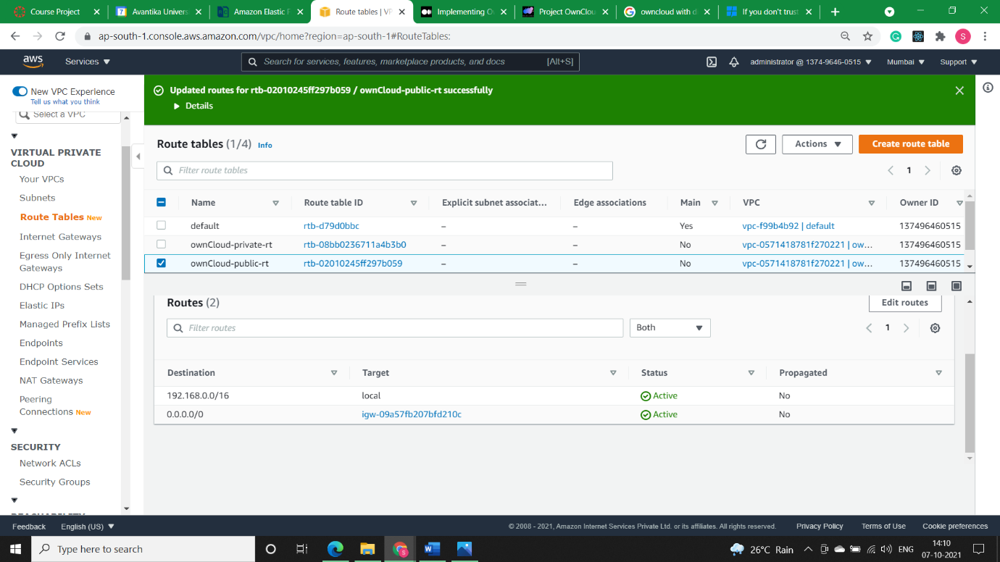 Course Project
Avantika Univers
Amazon Elastic F
Route tables | VP
Implementing O
Project OwnClou
owncloud with d
If you don't trust
ap-south-1.console.aws.amazon.com/vpc/home?region=ap-south-1#RouteTables:
S
aws
Services
Search for services, features, marketplace products, and docs
[Alt+S]
administrator @ 1374-9646-0515
Mumbai
Support
New VPC Experience
Tell us what you think
Select a VPC
VIRTUAL PRIVATE
CLOUD
Your VPCs
Subnets
Route Tables New
Internet Gateways
Egress Only Internet
Gateways
DHCP Options Sets
Elastic IPs
Managed Prefix Lists
Endpoints
Endpoint Services
NAT Gateways
Peering
Connections New
SECURITY
Network ACLs
Security Groups
REACHABILITY
Updated routes for rtb-02010245ff297b059 / ownCloud-public-rt successfully
Details
Route tables (1/4) Info
Actions
Create route table
Filter route tables
1
Name Route table ID Explicit subnet associat... Edge associations Main VPC Owner ID
default rtb-d79d0bbc – – Yes vpc-f99b4b92 | default 137496460515
ownCloud-private-rt rtb-08bb0236711a4b3b0 – – No vpc-0571418781f270221 | ow... 137496460515
ownCloud-public-rt rtb-02010245ff297b059 – – No vpc-0571418781f270221 | ow... 137496460515
Routes (2)
Edit routes
Filter routes
Both
1
Destination Target Status Propagated
192.168.0.0/16 local Active No
0.0.0.0/0 igw-09a57fb207bfd210c Active No
Feedback
English (US)
© 2008 - 2021, Amazon Internet Services Private Ltd. or its affiliates. All rights reserved.
Privacy Policy
Terms of Use
Cookie preferences
Type here to search
26°C Rain
ENG
14:10
07-10-2021